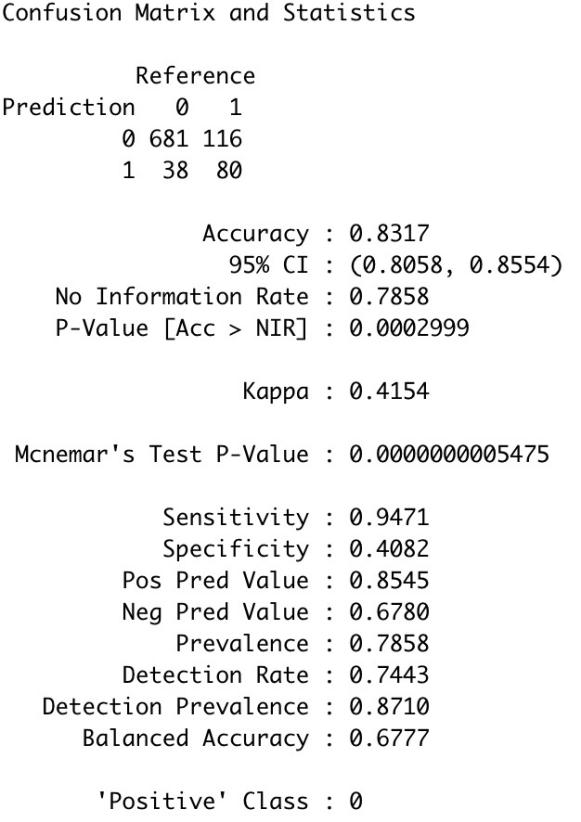 Confusion Matrix and Statistics
Reference
Prediction 0 1
0 681 116
1 38 80
Accuracy : 0.8317
95% CI : (0.8058, 0.8554)
No Information Rate : 0.7858
P-Value [Acc > NIR] : 0.0002999
Kappa : 0.4154
Mcnemar's Test P-Value : 0.0000000005475
Sensitivity : 0.9471
Specificity : 0.4082
Pos Pred Value : 0.8545
Neg Pred Value : 0.6780
Prevalence : 0.7858
Detection Rate : 0.7443
Detection Prevalence : 0.8710
Balanced Accuracy : 0.6777
'Positive' Class : 0